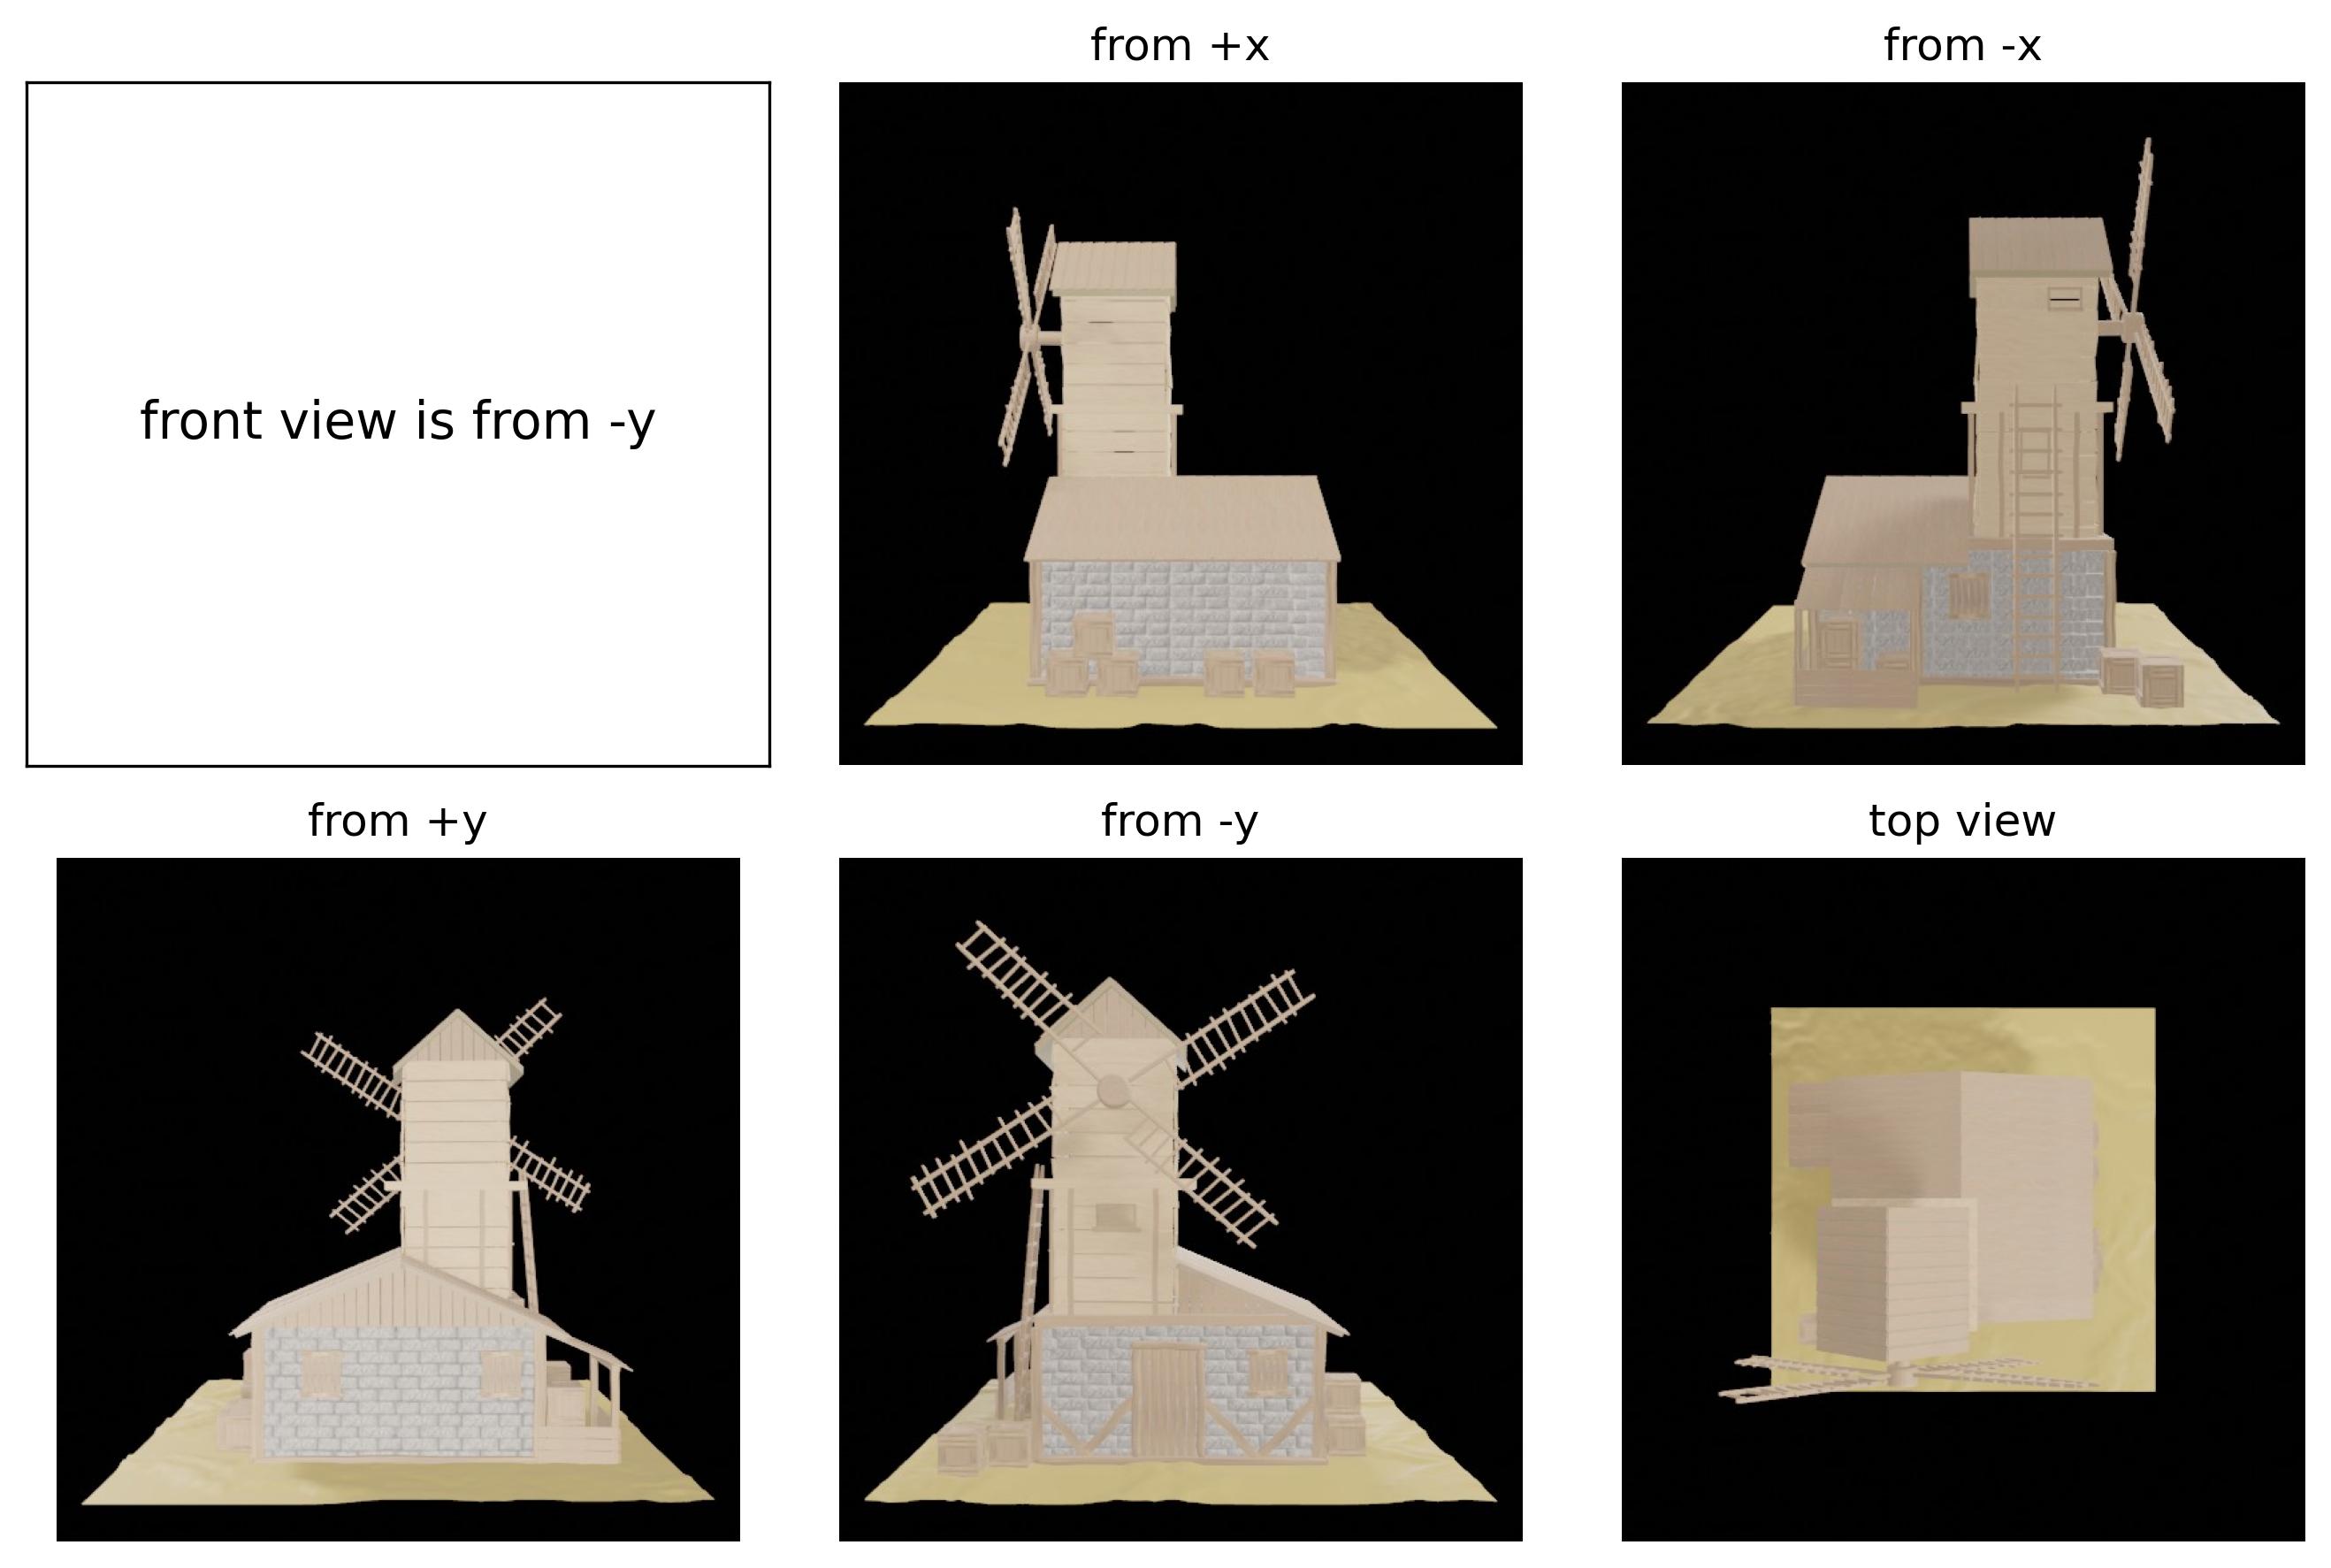 from +x
from -x
front view is from -y
from +y
from -y
top view